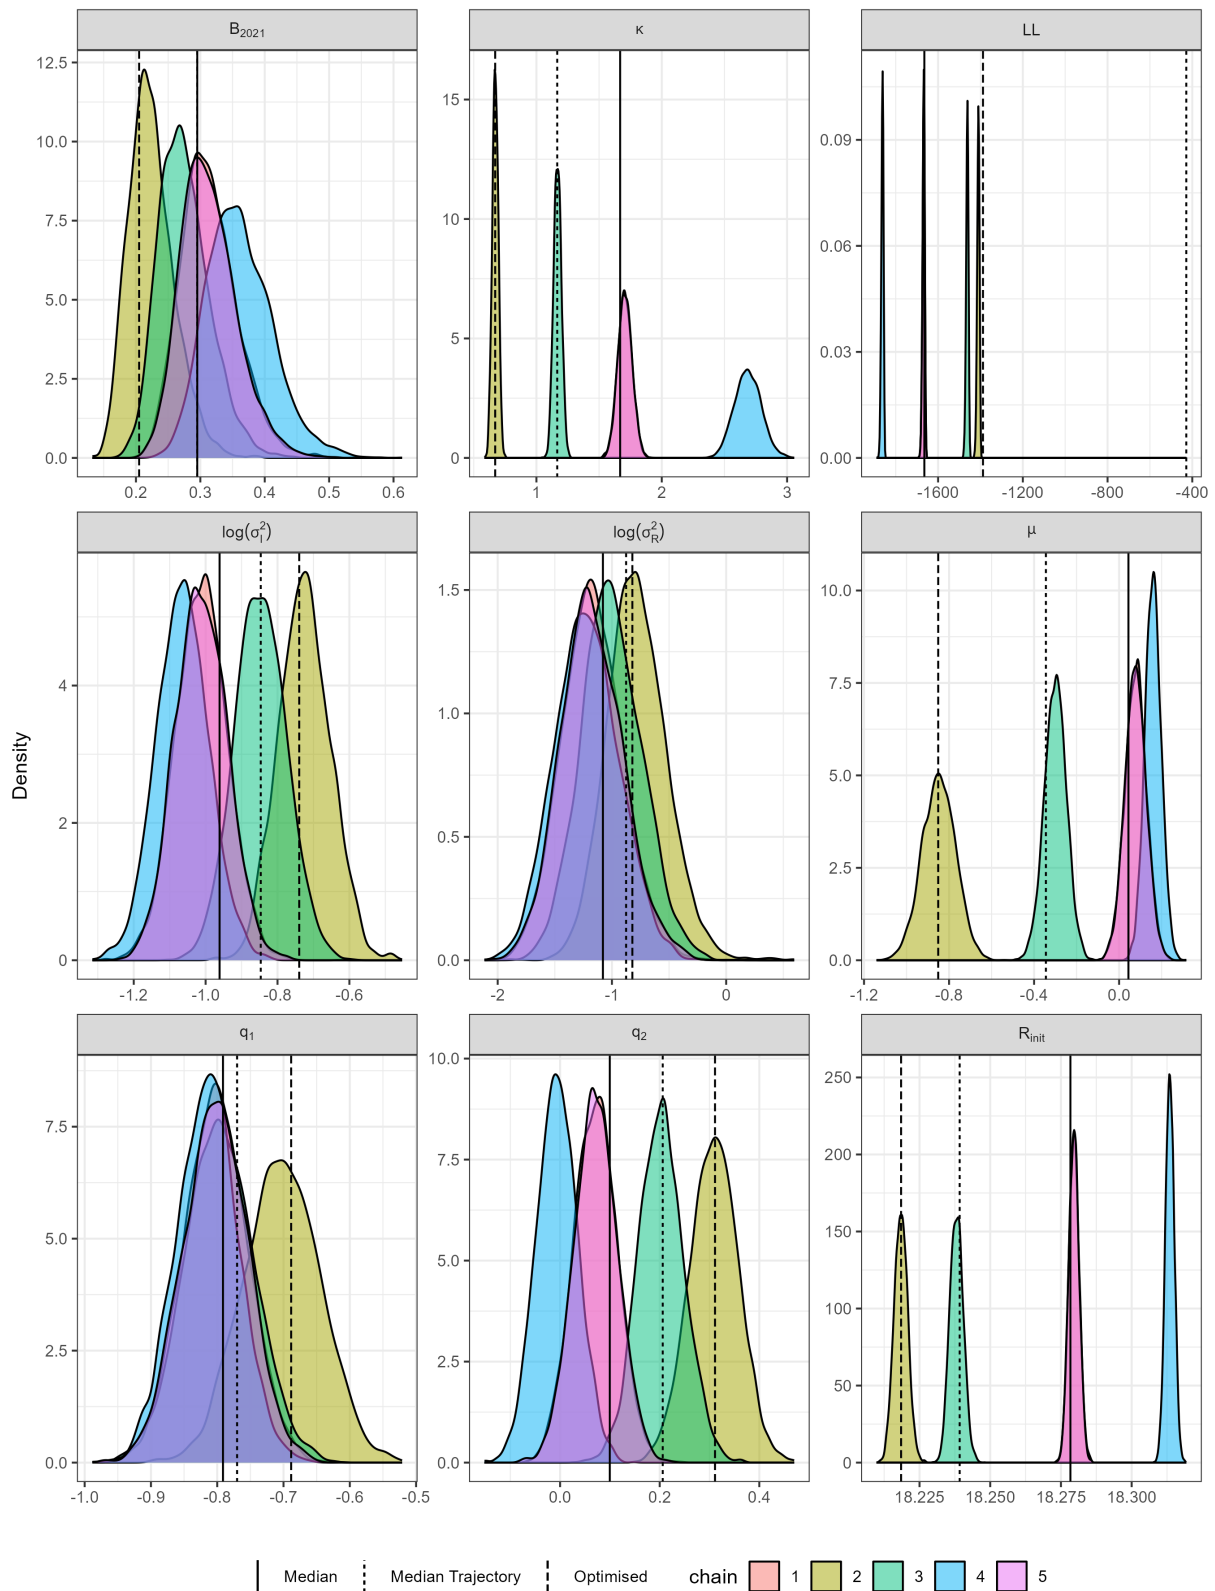 B₂₀₂₁ κ LL
12.5
10.0
7.5
5.0
2.5
0.0
0.2 0.3 0.4 0.5 0.6
15
10
5
0
1 2 3
0.09
0.06
0.03
0.00
-1600 -1200 -800 -400
log(σ²_I) log(σ²_R) μ
4
2
0
-1.2 -1.0 -0.8 -0.6
1.5
1.0
0.5
0.0
-2 -1 0
10.0
7.5
5.0
2.5
0.0
-1.2 -0.8 -0.4 0.0
Density
q₁ q₂ R_init
7.5
5.0
2.5
0.0
-1.0 -0.9 -0.8 -0.7 -0.6 -0.5
10.0
7.5
5.0
2.5
0.0
0.0 0.2 0.4
250
200
150
100
50
0
18.225 18.250 18.275 18.300
Median Median Trajectory Optimised chain 1 2 3 4 5